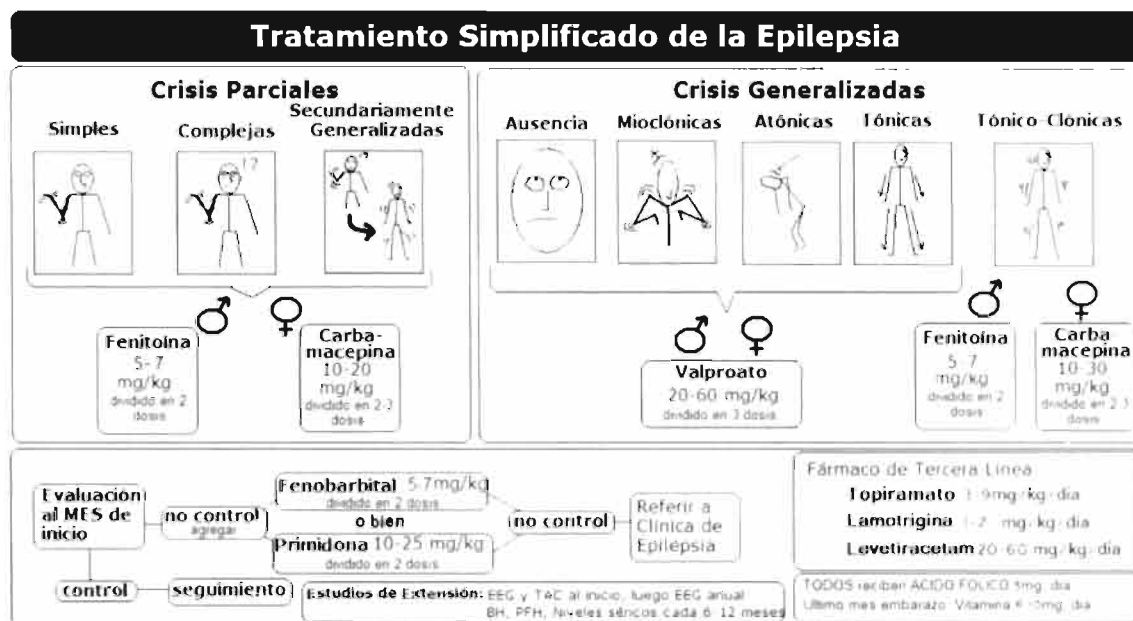 Tratamiento Simplificado de la Epilepsia
Crisis Parciales
Simples
Complejas
Secundariamente
Generalizadas
!?
Fenitoína
5-7
mg/kg
dividido en 2
dosis
Carba-
macepina
10-20
mg/kg
dividido en 2-3
dosis
Crisis Generalizadas
Ausencia
Mioclónicas
Atónicas
Tónicas
Tónico-Clónicas
Valproato
20-60 mg/kg
dividido en 3 dosis
Fenitoína
5-7
mg/kg
dividido en 2
dosis
Carba
macepina
10-30
mg/kg
dividido en 2-3
dosis
Evaluación
al MES de
inicio
no control
agregar
Fenobarbital 5-7mg/kg
dividido en 2 dosis
o bien
Primidona 10-25 mg/kg
dividido en 2 dosis
no control
Referir a
Clínica de
Epilepsia
control
seguimiento
Estudios de Extensión: EEG y TAC al inicio, luego EEG anual
BH, PFH, Niveles séricos cada 6-12 meses
Fármaco de Tercera Línea
Topiramato mg/kg/día
Lamotrigina mg/kg/día
Levetiracetam 20-60 mg/kg/día
TODOS reciben ACIDO FOLICO mg/día
Último mes embarazo: Vitamina mg/día